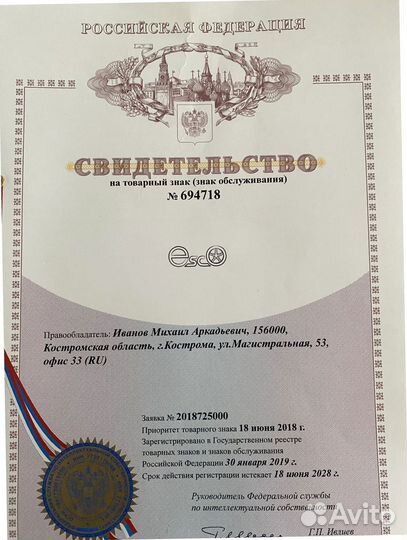 РОССИЙСКАЯ ФЕДЕРАЦИЯ
СВИДЕТЕЛЬСТВО
на товарный знак (знак обслуживания)
№ 694718
esco
Правообладатель: Иванов Михаил Аркадьевич, 156000,
Костромская область, г.Кострома, ул.Магистральная, 53,
офис 33 (RU)
Заявка № 2018725000
Приоритет товарного знака 18 июня 2018 г.
Зарегистрировано в Государственном реестре
товарных знаков и знаков обслуживания
Российской Федерации 30 января 2019 г.
Срок действия регистрации истекает 18 июня 2028 г.
Руководитель Федеральной службы
по интеллектуальной собственно
Г.П. Ивлиев
Avito